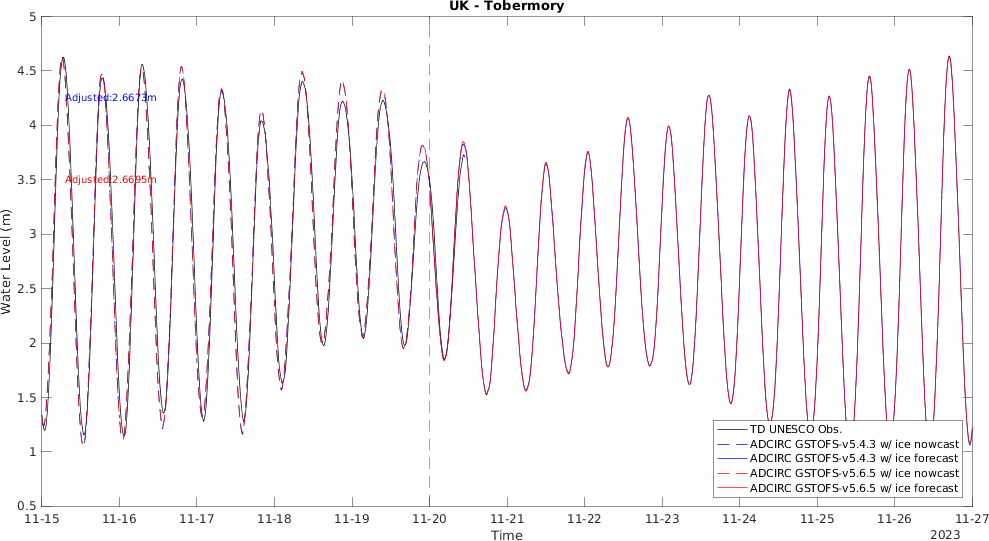 UK - Tobermory
5
4.5
4
3.5
3
2.5
2
1.5
1
0.5
Water Level (m)
Adjusted:2.6673m
Adjusted:2.6695m
TD UNESCO Obs.
ADCIRC GSTOFS-v5.4.3 w/ ice nowcast
ADCIRC GSTOFS-v5.4.3 w/ ice forecast
ADCIRC GSTOFS-v5.6.5 w/ ice nowcast
ADCIRC GSTOFS-v5.6.5 w/ ice forecast
11-15 11-16 11-17 11-18 11-19 11-20 11-21 11-22 11-23 11-24 11-25 11-26 11-27
Time
2023